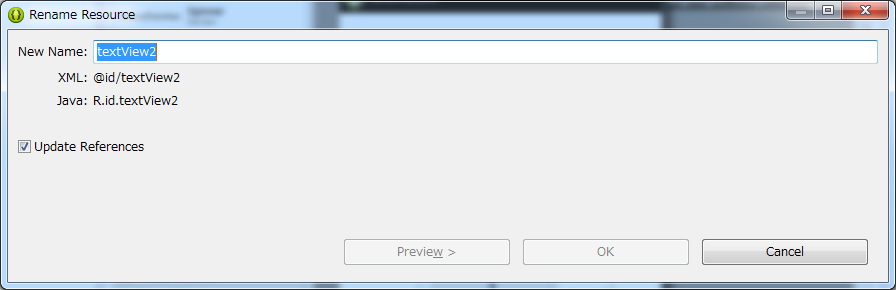 Rename Resource
New Name: textView2
XML: @id/textView2
Java: R.id.textView2
Update References
Preview >
OK
Cancel